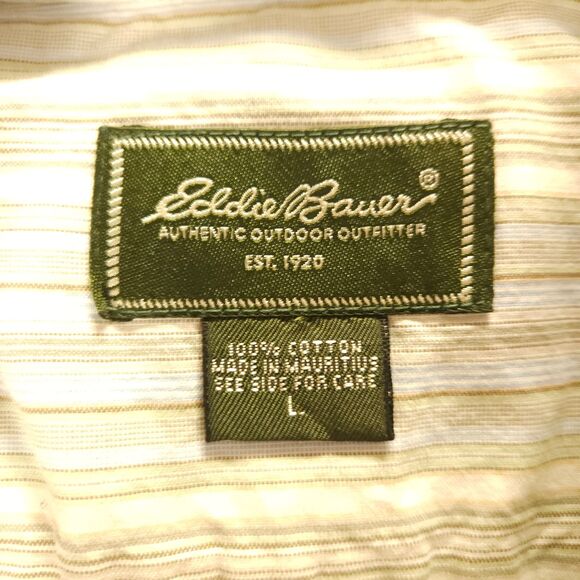 Eddie Bauer®
AUTHENTIC OUTDOOR OUTFITTER
EST. 1920
100% COTTON
MADE IN MAURITIUS
SEE SIDE FOR CARE
L.